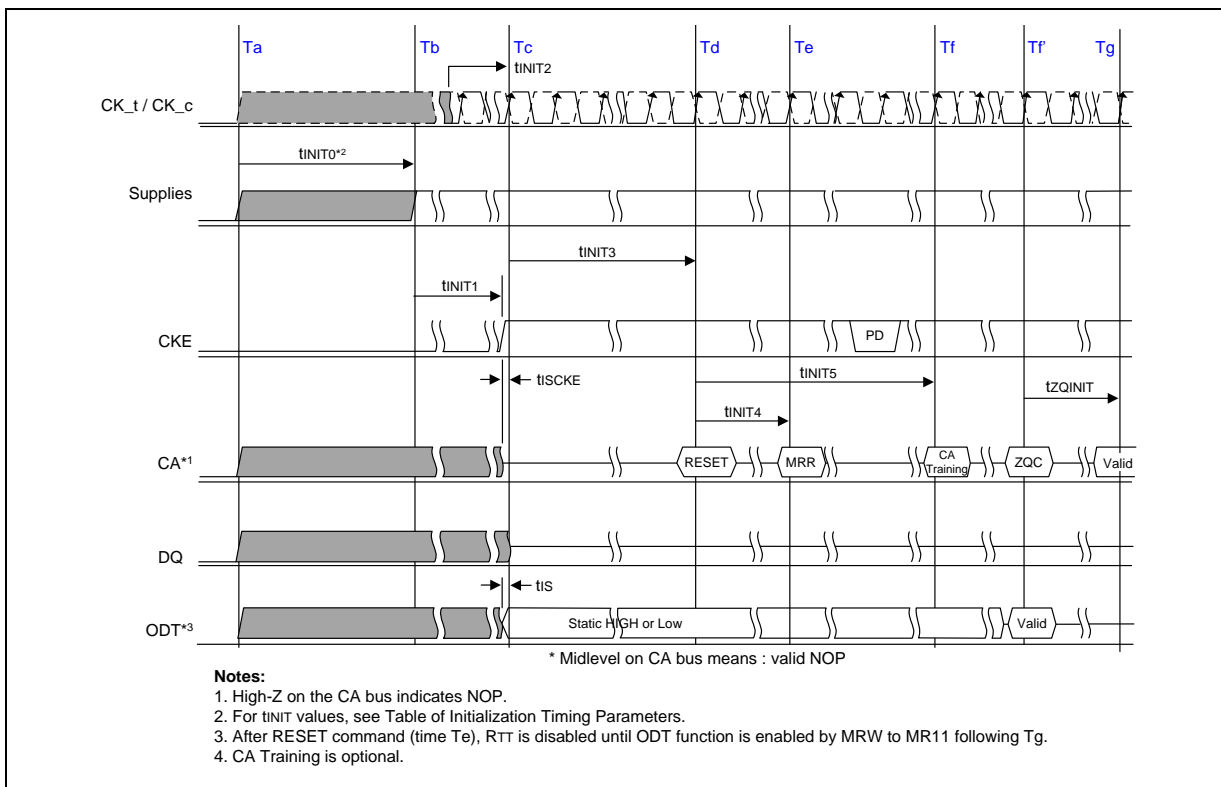 Ta Tb Tc Td Te Tf Tf' Tg
tINIT2
CK_t / CK_c
tINIT0*2
Supplies
tINIT3
tINIT1
CKE
PD
tISCKE
tINIT5
tZQINIT
tINIT4
CA*1
RESET
MRR
CA
Training
ZQC
Valid
DQ
tIS
ODT*3
Static HIGH or Low
Valid
* Midlevel on CA bus means : valid NOP
Notes:
1. High-Z on the CA bus indicates NOP.
2. For tINIT values, see Table of Initialization Timing Parameters.
3. After RESET command (time Te), RTT is disabled until ODT function is enabled by MRW to MR11 following Tg.
4. CA Training is optional.